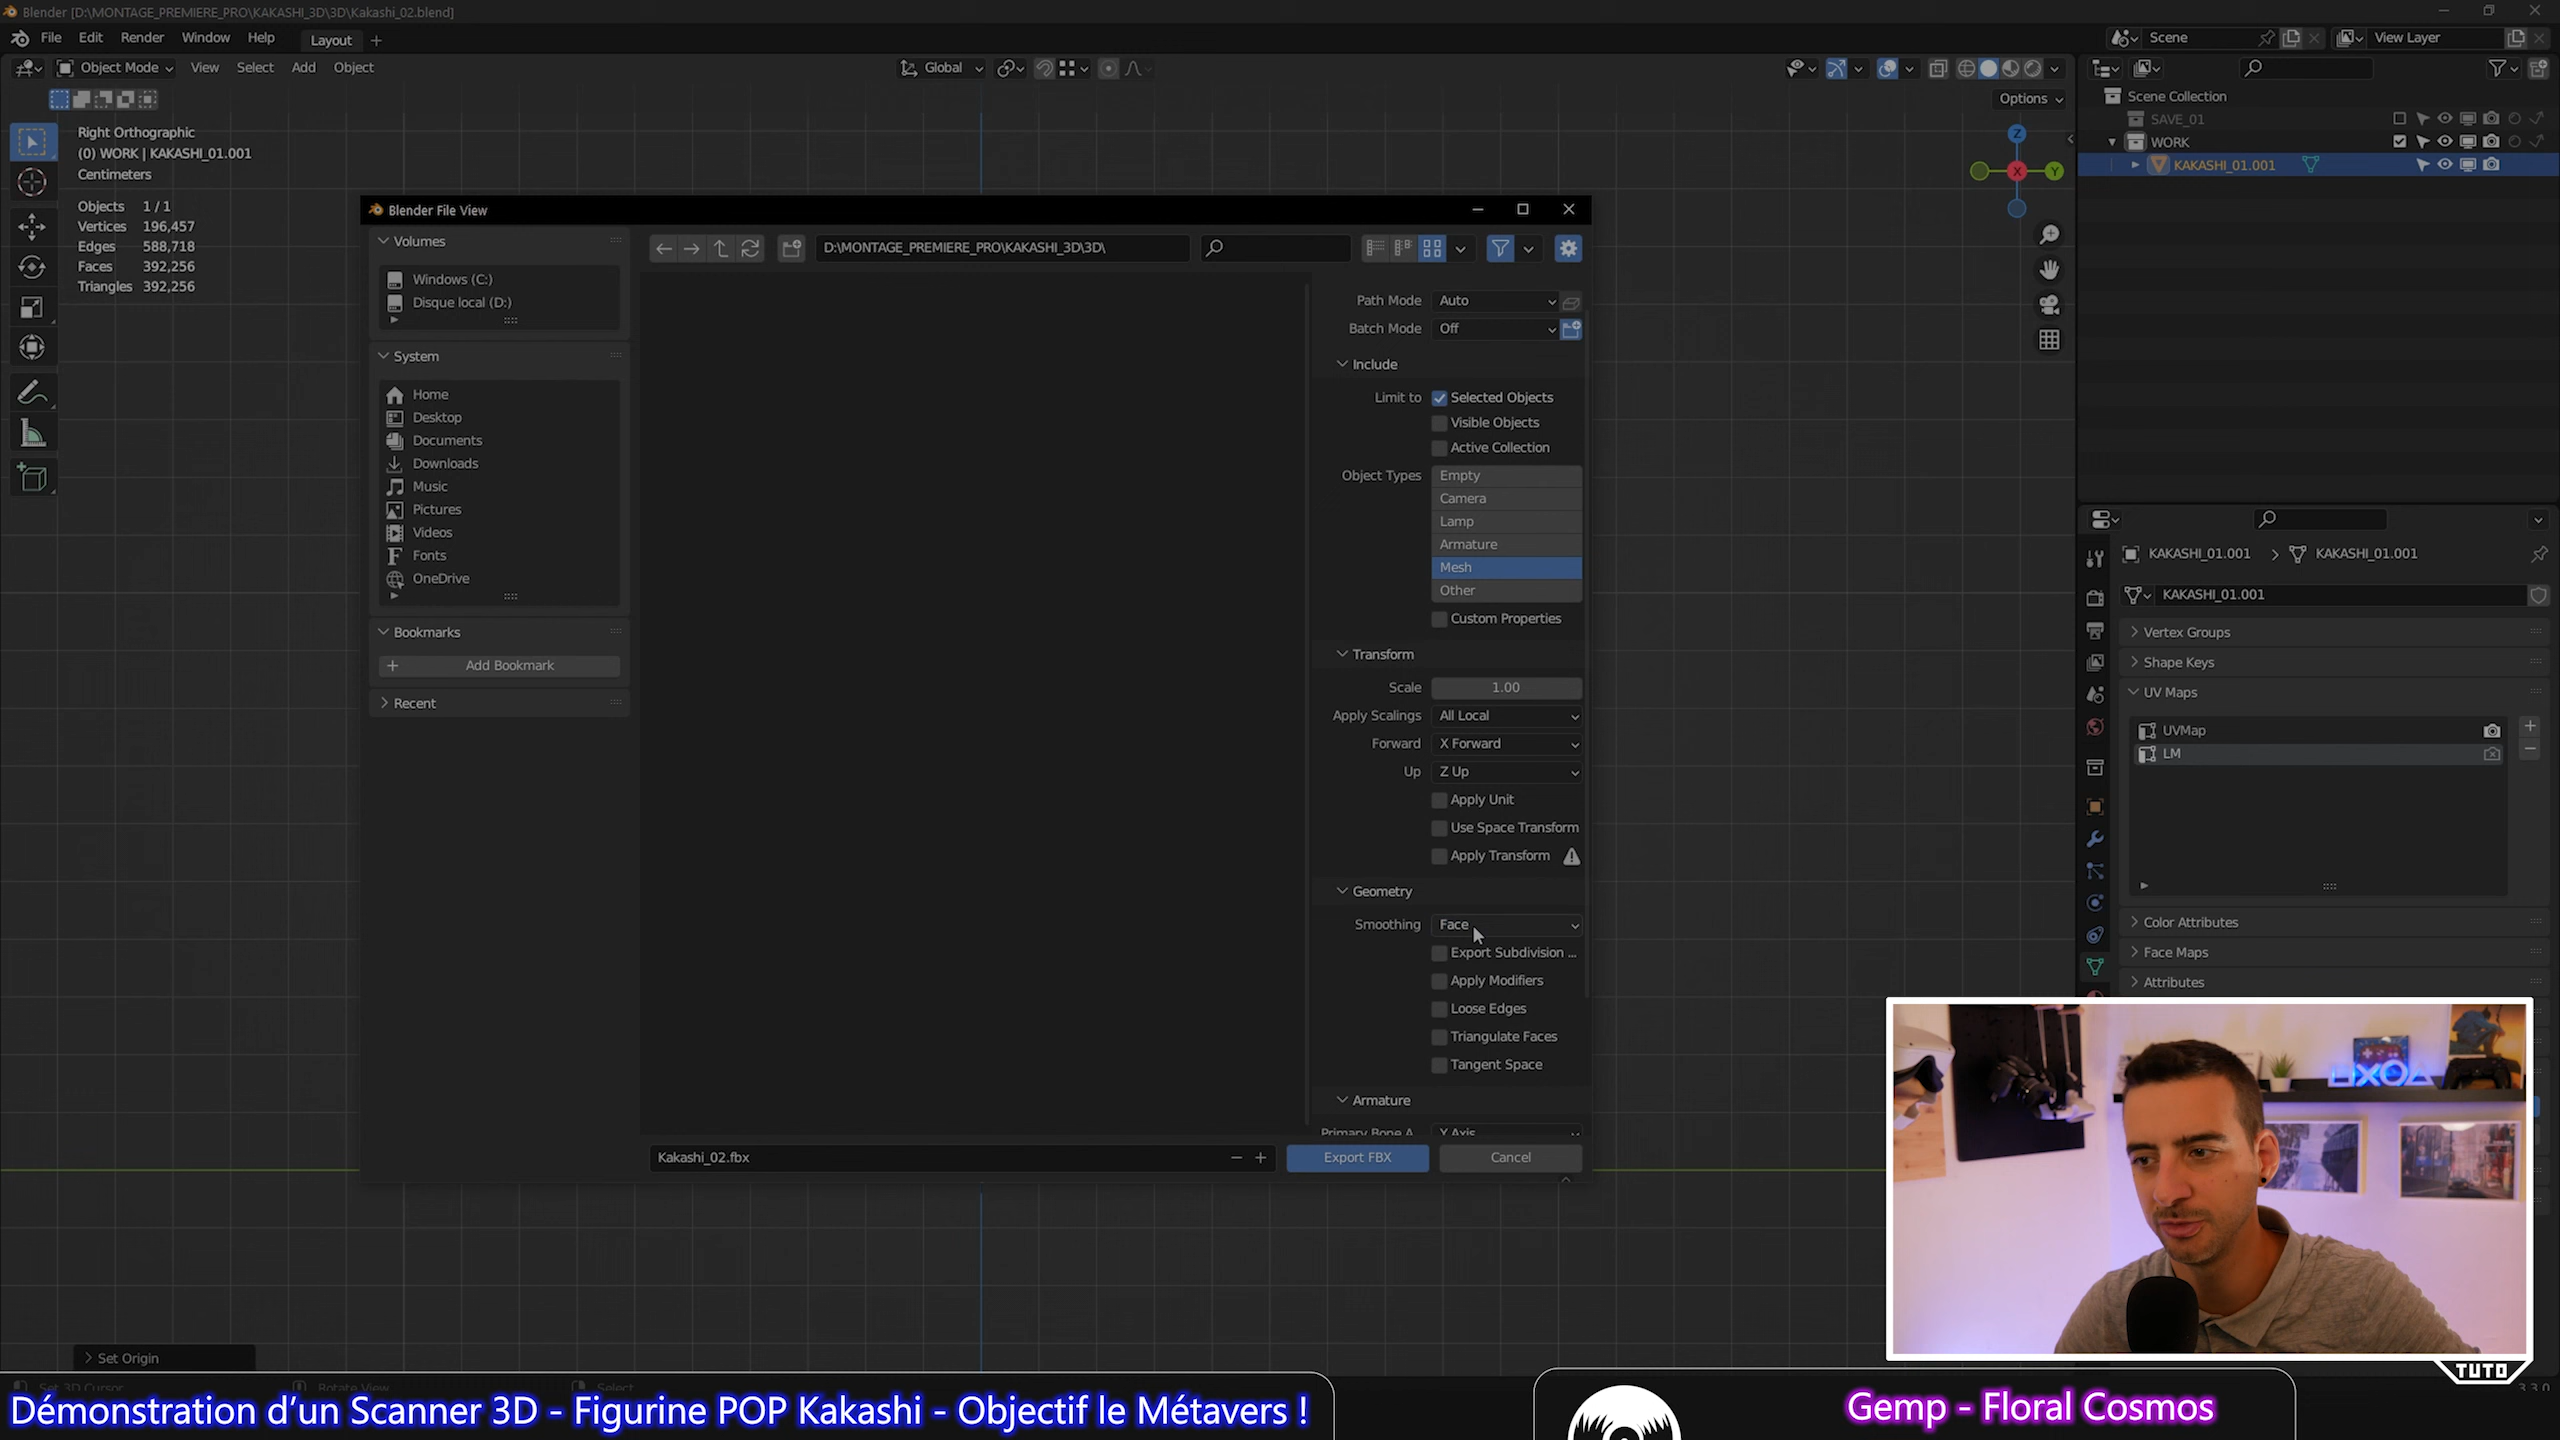 Blender [D:\MONTAGE_PREMIERE_PRO\KAKASHI_3D\3D\Kakashi_02.blend]
File Edit Render Window Help Layout +
Scene
View Layer
Object Mode View Select Add Object
Global
Options
Right Orthographic
(0) WORK | KAKASHI_01.001
Centimeters
Objects 1 / 1
Vertices 196,457
Edges 588,718
Faces 392,256
Triangles 392,256
Z
X
Y
Scene Collection
SAVE_01
WORK
KAKASHI_01.001
Blender File View
Volumes
Windows (C:)
Disque local (D:)
System
Home
Desktop
Documents
Downloads
Music
Pictures
Videos
Fonts
OneDrive
Bookmarks
Add Bookmark
Recent
D:\MONTAGE_PREMIERE_PRO\KAKASHI_3D\3D\
Path Mode Auto
Batch Mode Off
Include
Limit to Selected Objects
Visible Objects
Active Collection
Object Types Empty
Camera
Lamp
Armature
Mesh
Other
Custom Properties
Transform
Scale 1.00
Apply Scalings All Local
Forward X Forward
Up Z Up
Apply Unit
Use Space Transform
Apply Transform
Geometry
Smoothing Face
Export Subdivision ...
Apply Modifiers
Loose Edges
Triangulate Faces
Tangent Space
Armature
Primary Bone A Y Axis
Kakashi_02.fbx
Export FBX
Cancel
KAKASHI_01.001 > KAKASHI_01.001
KAKASHI_01.001
Vertex Groups
Shape Keys
UV Maps
UVMap
LM
Color Attributes
Face Maps
Attributes
Set Origin
Set 3D Cursor Rotate View Select
TUTO
Démonstration d'un Scanner 3D - Figurine POP Kakashi - Objectif le Métavers !
Gemp - Floral Cosmos